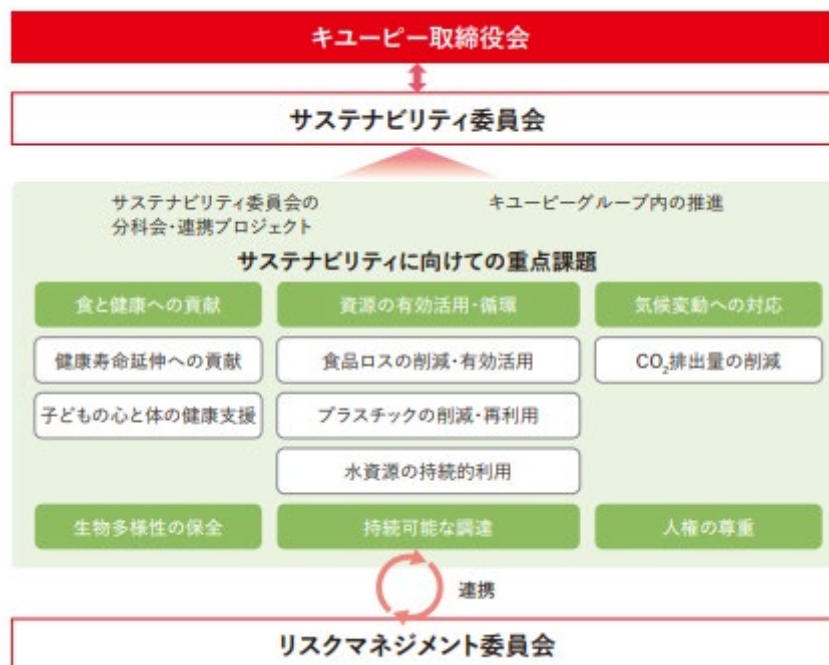 キユーピー取締役会
サステナビリティ委員会
サステナビリティ委員会の
分科会・連携プロジェクト
キユーピーグループ内の推進
サステナビリティに向けての重点課題
食と健康への貢献
資源の有効活用・循環
気候変動への対応
健康寿命延伸への貢献
食品ロスの削減・有効活用
CO₂排出量の削減
子どもの心と体の健康支援
プラスチックの削減・再利用
水資源の持続的利用
生物多様性の保全
持続可能な調達
人権の尊重
連携
リスクマネジメント委員会